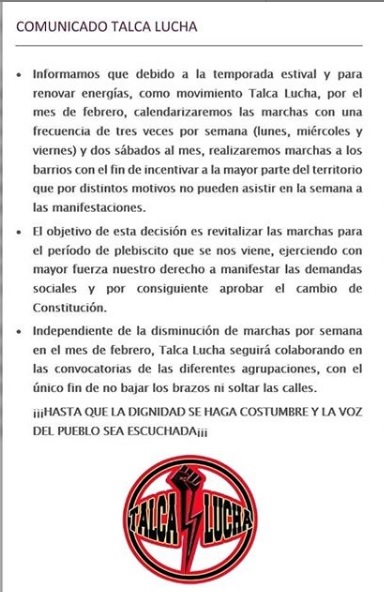 COMUNICADO TALCA LUCHA
• Informamos que debido a la temporada estival y para
renovar energías, como movimiento Talca Lucha, por el
mes de febrero, calendarizaremos las marchas con una
frecuencia de tres veces por semana (lunes, miércoles y
viernes) y dos sábados al mes, realizaremos marchas a los
barrios con el fin de incentivar a la mayor parte del territorio
que por distintos motivos no pueden asistir en la semana a
las manifestaciones.
• El objetivo de esta decisión es revitalizar las marchas para
el período de plebiscito que se nos viene, ejerciendo con
mayor fuerza nuestro derecho a manifestar las demandas
sociales y por consiguiente aprobar el cambio de
Constitución.
• Independiente de la disminución de marchas por semana
en el mes de febrero, Talca Lucha seguirá colaborando en
las convocatorias de las diferentes agrupaciones, con el
único fin de no bajar los brazos ni soltar las calles.
¡¡¡HASTA QUE LA DIGNIDAD SE HAGA COSTUMBRE Y LA VOZ
DEL PUEBLO SEA ESCUCHADA¡¡¡
TALCA LUCHA